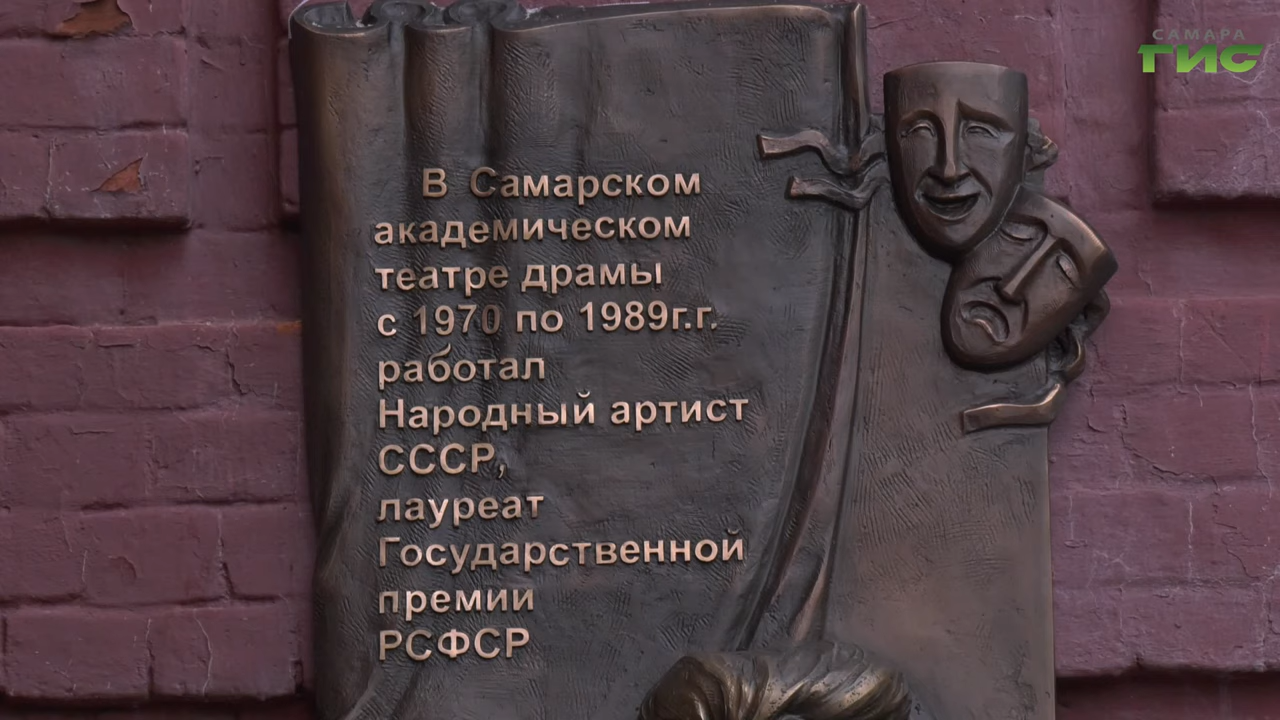 САМАРА
ГИС
В Самарском
академическом
театре драмы
с 1970 по 1989г.г.
работал
Народный артист
СССР,
лауреат
Государственной
премии
РСФСР